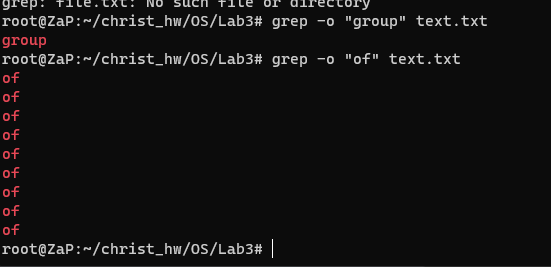 grep: file.txt: No such file or directory
root@ZaP:~/christ_hw/OS/Lab3# grep -o "group" text.txt
group
root@ZaP:~/christ_hw/OS/Lab3# grep -o "of" text.txt
of
of
of
of
of
of
of
of
of
root@ZaP:~/christ_hw/OS/Lab3#